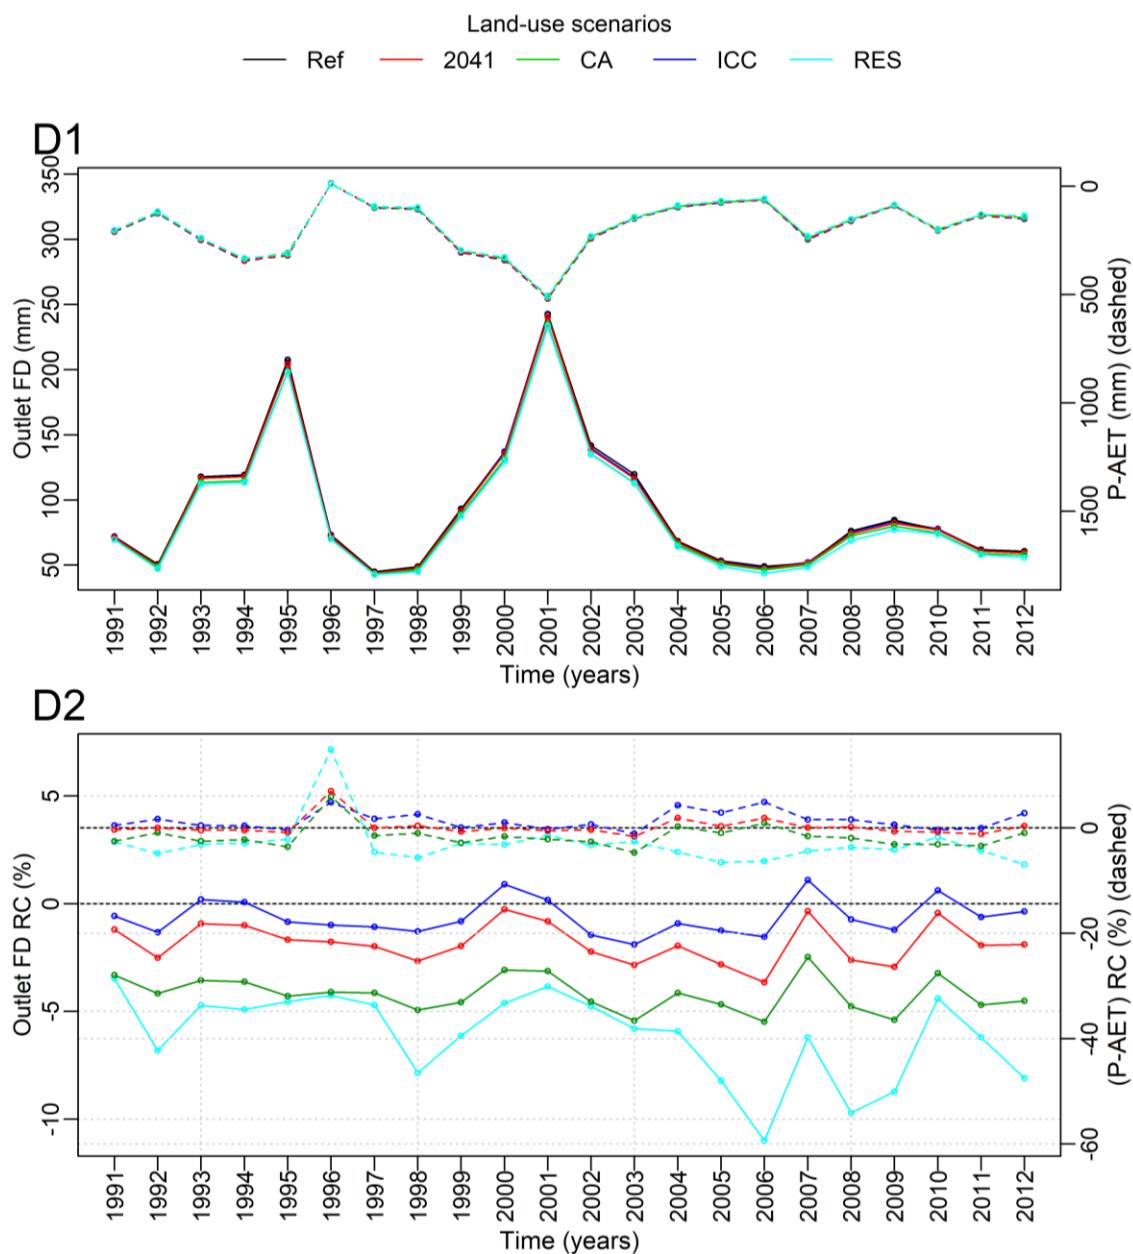 Land-use scenarios
Ref 2041 CA ICC RES
D1
Outlet FD (mm)
350
300
250
200
150
100
50
0
500
1000
1500
P-AET (mm) (dashed)
1991 1992 1993 1994 1995 1996 1997 1998 1999 2000 2001 2002 2003 2004 2005 2006 2007 2008 2009 2010 2011 2012
Time (years)
D2
Outlet FD RC (%)
5
0
-5
-10
0
-20
-40
-60
(P-AET) RC (%) (dashed)
1991 1992 1993 1994 1995 1996 1997 1998 1999 2000 2001 2002 2003 2004 2005 2006 2007 2008 2009 2010 2011 2012
Time (years)